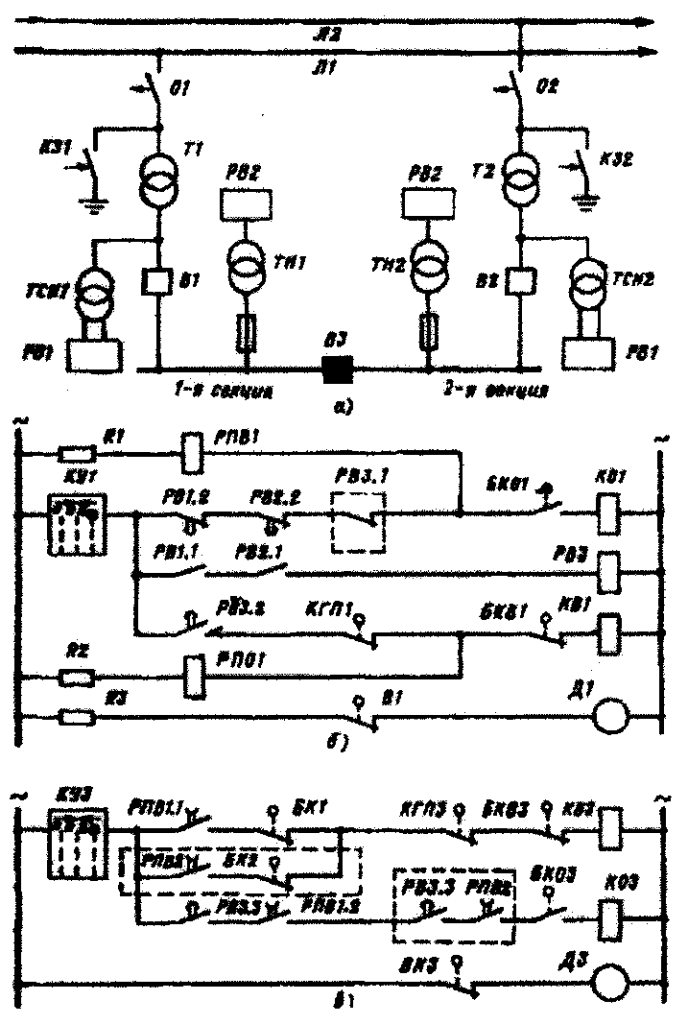 Л2
Л1
О1
О2
КЗ1
Т1
РВ2
РВ2
Т2
КЗ2
ТН1
ТН2
ТСН1
В1
В3
В2
ТСН2
РВ1
РВ1
1-я секция
2-я секция
а)
~
~
R1
РПВ1
КУ1
РВ1.2
РВ2.2
РВ3.1
БКО1
КО1
РВ1.1
РВ2.1
РВ3
РВ3.2
КГП1
БКВ1
КВ1
R2
РПО1
R3
В1
Д1
б)
~
~
КУ3
РПВ1.1
БК1
КГП3
БКВ3
КВ3
РПВ2
БК2
РВ3.3
РПВ1.2
РВ3.3
РПВ2
БКО3
КО3
ВК3
Д3
в)